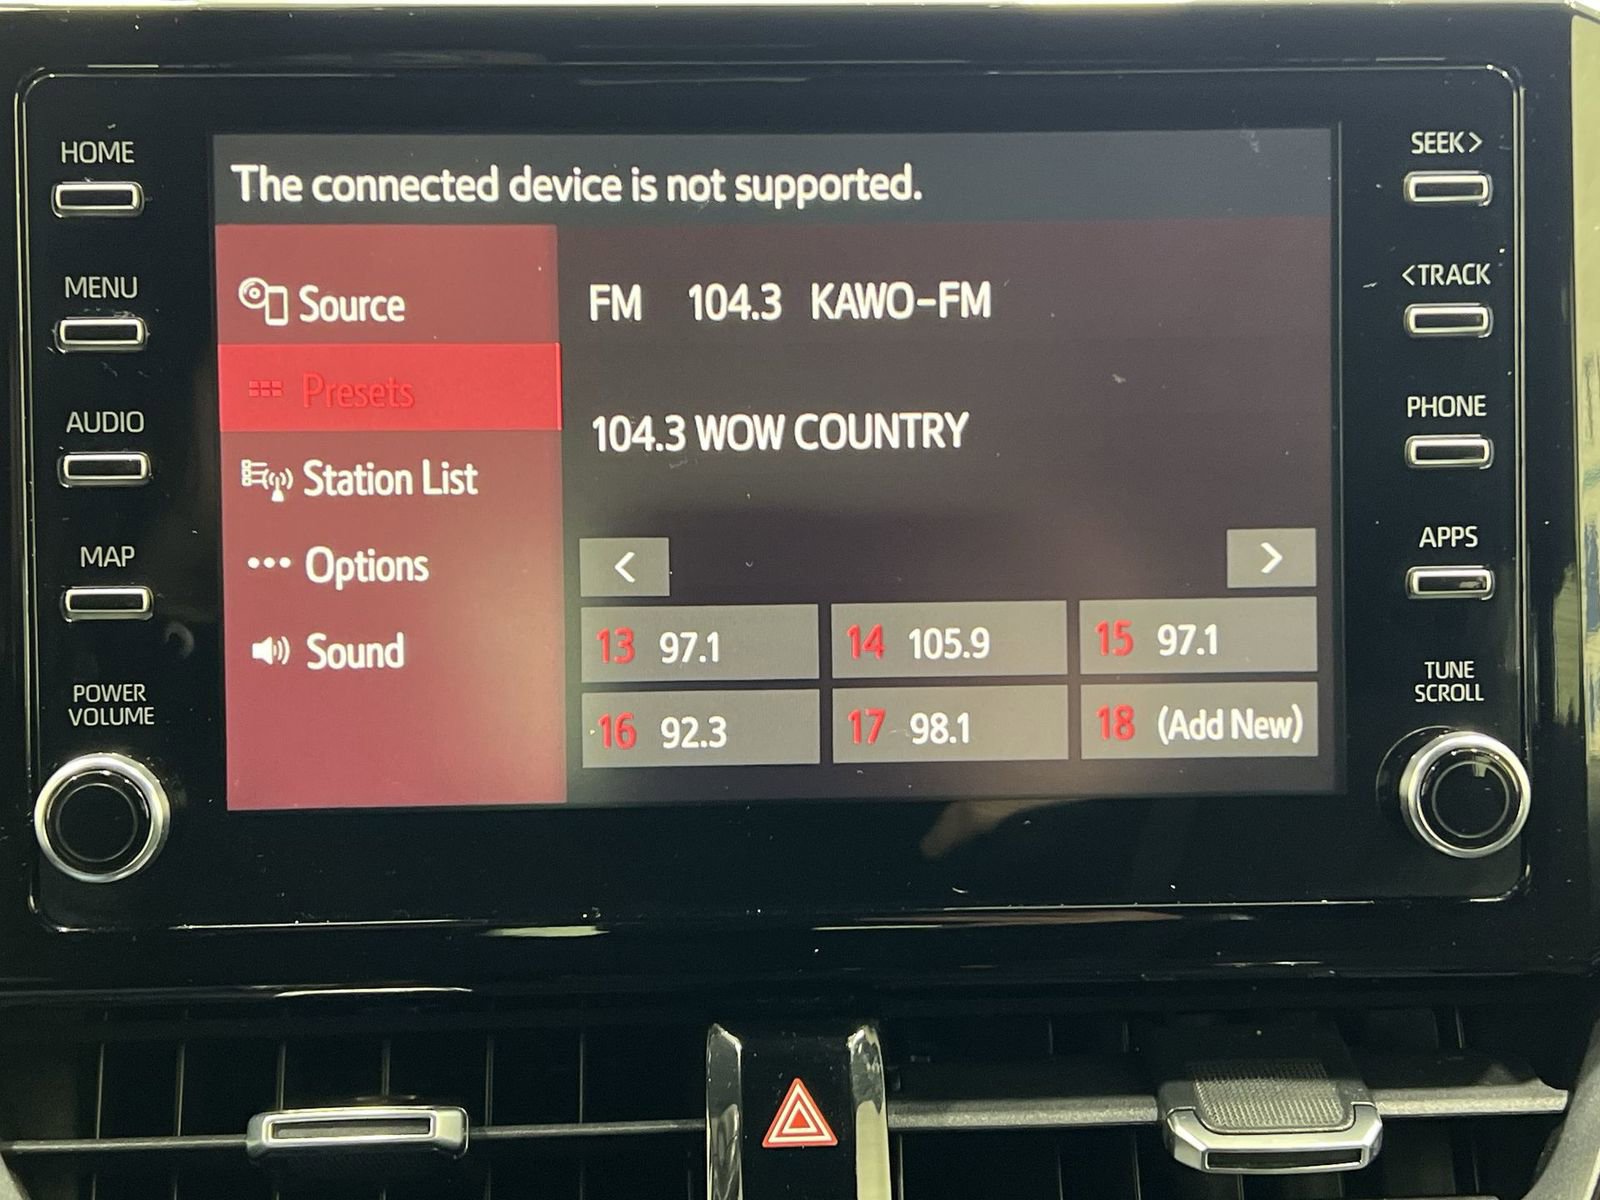 HOME
MENU
AUDIO
MAP
POWER
VOLUME
The connected device is not supported.
Source
Presets
Station List
••• Options
Sound
FM 104.3 KAWO-FM
104.3 WOW COUNTRY
< >
13 97.1 14 105.9 15 97.1
16 92.3 17 98.1 18 (Add New)
SEEK>
<TRACK
PHONE
APPS
TUNE
SCROLL